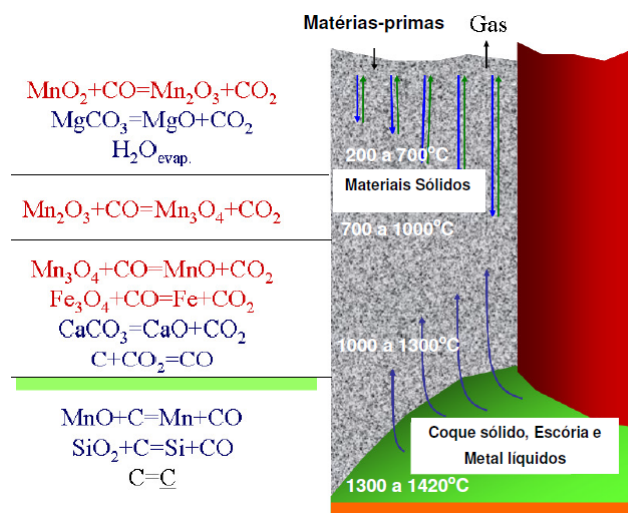 Matérias-primas
Gas
MnO₂+CO=Mn₂O₃+CO₂
MgCO₃=MgO+CO₂
H₂Oevap.
200 a 700°C
Materiais Sólidos
Mn₂O₃+CO=Mn₃O₄+CO₂
700 a 1000°C
Mn₃O₄+CO=MnO+CO₂
Fe₃O₄+CO=Fe+CO₂
CaCO₃=CaO+CO₂
C+CO₂=CO
1000 a 1300°C
MnO+C=Mn+CO
SiO₂+C=Si+CO
C=C
Coque sólido, Escória e
Metal líquidos
1300 a 1420°C